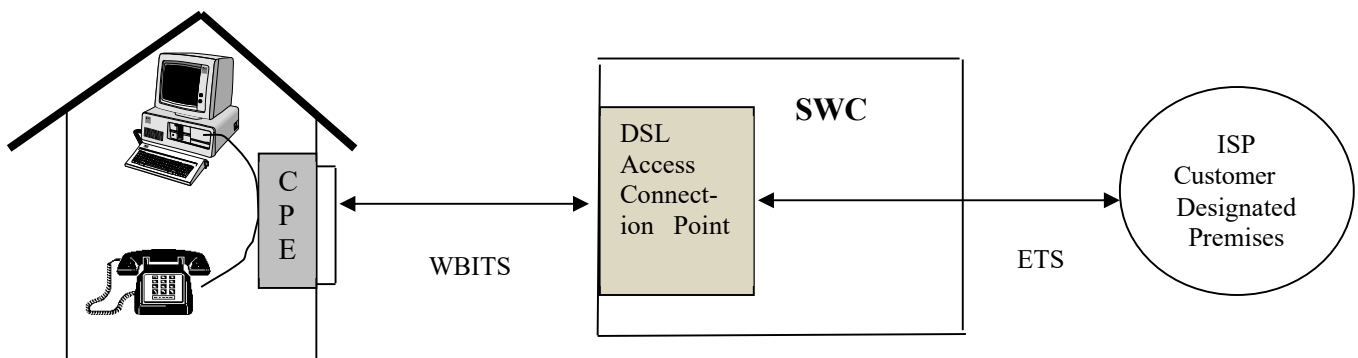 C
P
E
WBITS
DSL
Access
Connect-
ion Point
SWC
ETS
ISP
Customer
Designated
Premises